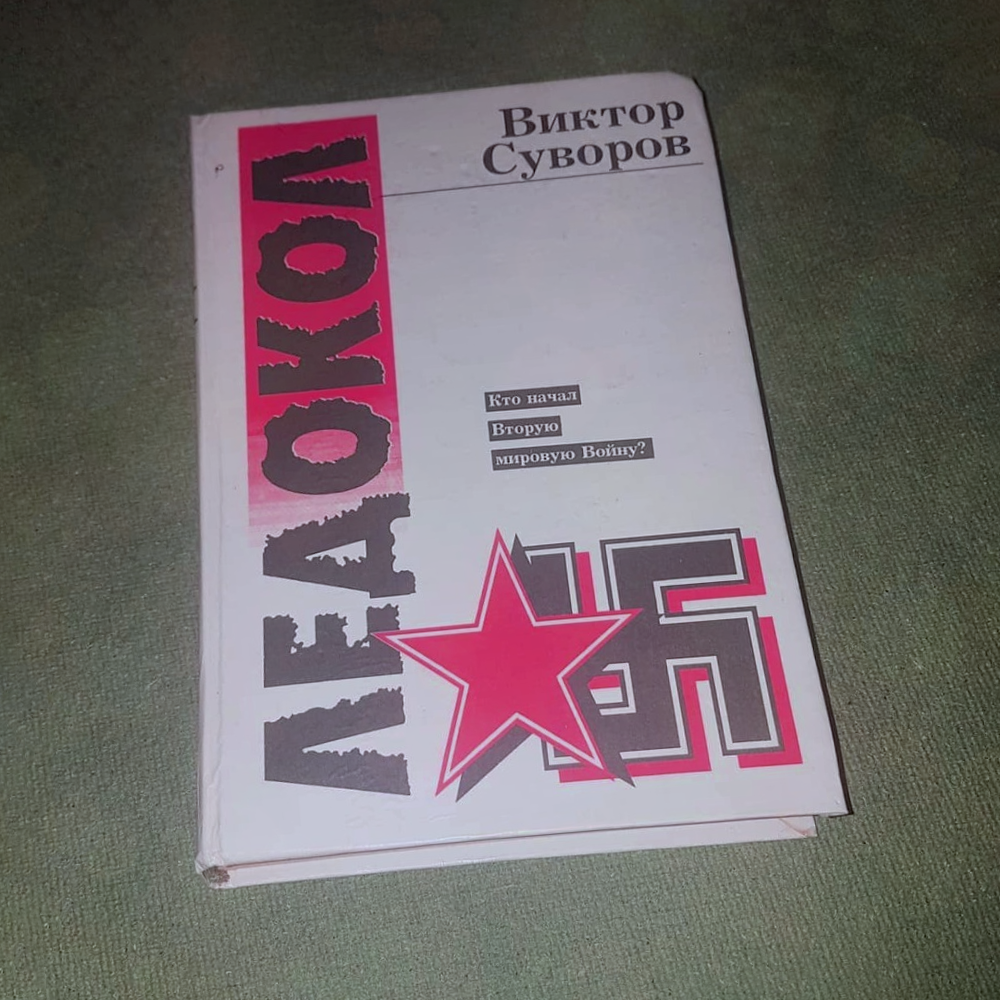 Виктор
Суворов
ЛЕДОКОЛ
Кто начал
Вторую
мировую Войну?